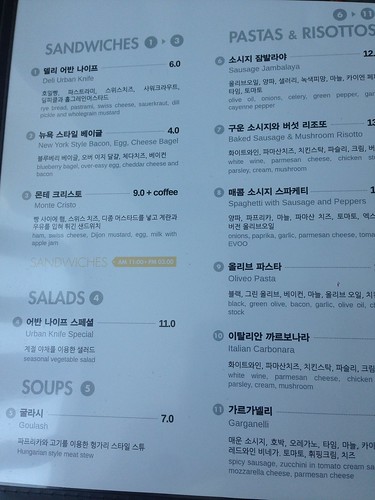 SANDWICHES 1 ▸ 3
1 델리 어반 나이프 6.0
Deli Urban Knife
호밀빵, 파스트라미, 스위스치즈, 사워크라우트,
딜피클과 홀그레인머스타드
rye bread, pastrami, swiss cheese, sauerkraut, dill
pickle and wholegrain mustard
2 뉴욕 스타일 베이글 4.0
New York Style Bacon, Egg, Cheese Bagel
블루베리 베이글, 오버 이지 달걀, 체다치즈, 베이컨
blueberry bagel, over-easy egg, cheddar cheese and
bacon
3 몬테 크리스토 9.0 + coffee
Monte Cristo
빵 사이에 햄, 스위스 치즈, 디종 머스타드를 넣고 계란과
우유를 입혀 튀긴 샌드위치
ham, swiss cheese, Dijon mustard, egg, milk with
apple jam
SANDWICHES AM 11:00 ▸ PM 03:00
SALADS 4
4 어반 나이프 스페셜 11.0
Urban Knife Special
계절 야채를 이용한 샐러드
seasonal vegetable salad
SOUPS 5
5 굴라시 7.0
Goulash
파프리카와 고기를 이용한 헝가리 스타일 스튜
Hungarian style meat stew
6 ▸ 11
PASTAS & RISOTTOS
6 소시지 잠발라야 12.
Sausage Jambalaya
올리브오일, 양파, 샐러리, 녹색피망, 마늘, 카이엔 페
타임, 토마토
olive oil, onions, celery, green pepper, gar
cayenne pepper
7 구운 소시지와 버섯 리조또 13
Baked Sausage & Mushroom Risotto
화이트와인, 파마산치즈, 치킨스탁, 파슬리, 크림, 버
white wine, parmesan cheese, chicken st
parsley, cream, mushroom
8 매콤 소시지 스파게티 1
Spaghetti with Sausage and Peppers
양파, 파프리카, 마늘, 파마산 치즈, 토마토, 엑스
버진 올리브오일
onions, paprika, garlic, parmesan cheese, toma
EVOO
9 올리브 파스타
Oliveo Pasta
블랙, 그린 올리브, 베이컨, 마늘, 올리브 오일, 치
black, green olive, bacon, garlic, olive oil, ch
stock
10 이탈리안 까르보나라
Italian Carbonara
화이트와인, 파마산치즈, 치킨스탁, 파슬리, 크림
white wine, parmesan cheese, chicken
parsley, cream, mushroom
11 가르가넬리
Garganelli
매운 소시지, 호박, 오레가노, 타임, 마늘, 카이
레드와인 비네가, 토마토, 휘핑크림, 치즈
spicy sausage, zucchini in tomato cream sa
mozzarella cheese, parmesan cheese